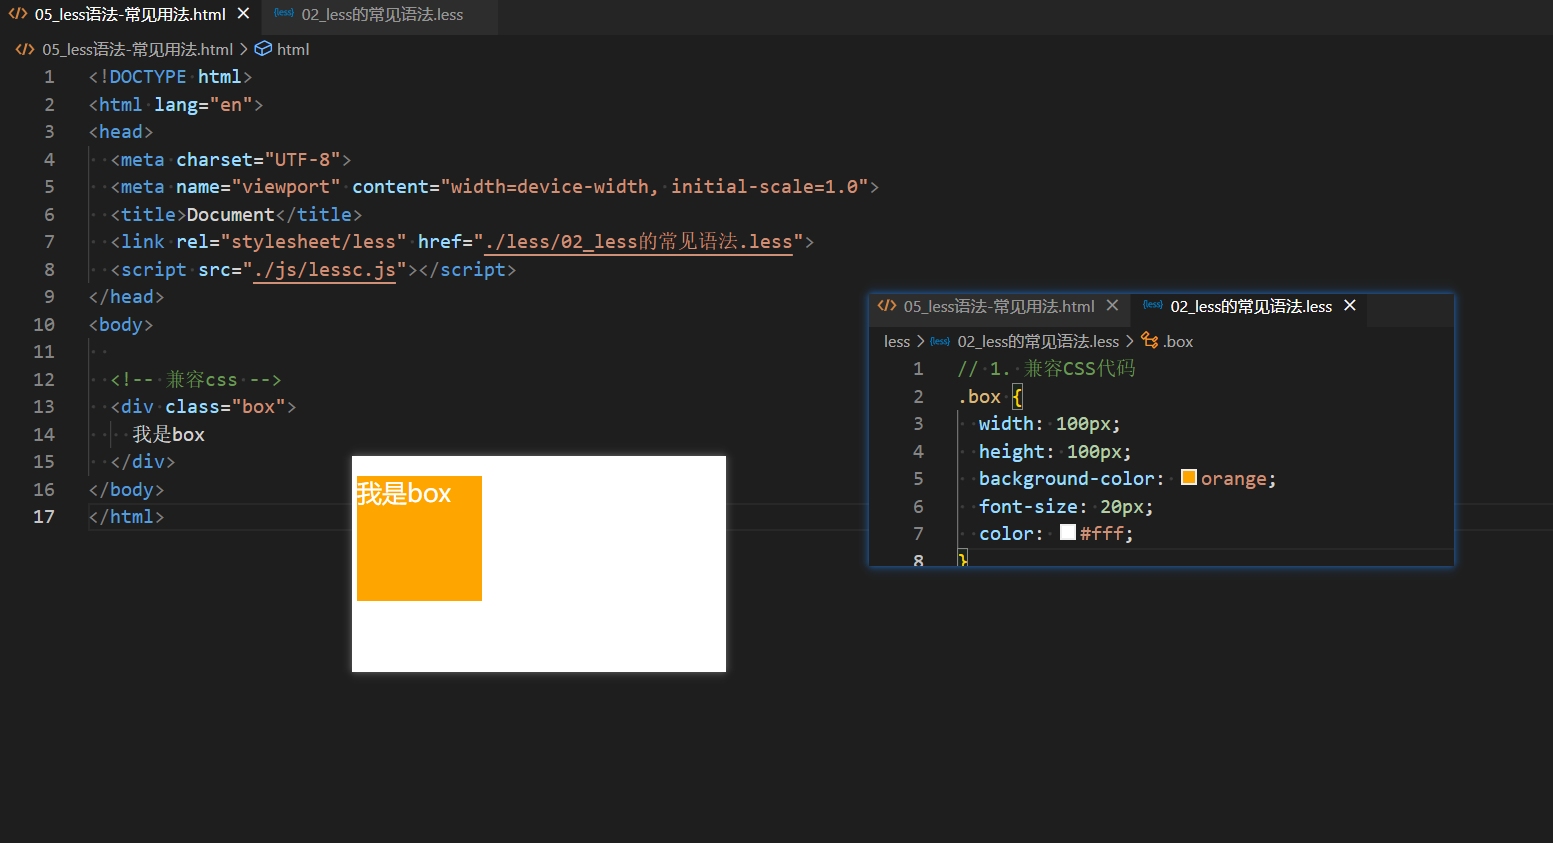 05_less语法-常见用法.html
02_less的常见语法.less
05_less语法-常见用法.html > html
1 <!DOCTYPE html>
2 <html lang="en">
3 <head>
4 <meta charset="UTF-8">
5 <meta name="viewport" content="width=device-width, initial-scale=1.0">
6 <title>Document</title>
7 <link rel="stylesheet/less" href="./less/02_less的常见语法.less">
8 <script src="./js/lessc.js"></script>
9 </head>
10 <body>
11
12 <!-- 兼容css -->
13 <div class="box">
14 我是box
15 </div>
16 </body>
17 </html>
我是box
05_less语法-常见用法.html
{less} 02_less的常见语法.less
less > {less} 02_less的常见语法.less > .box
1 // 1. 兼容CSS代码
2 .box {
3 width: 100px;
4 height: 100px;
5 background-color: orange;
6 font-size: 20px;
7 color: #fff;
8 }